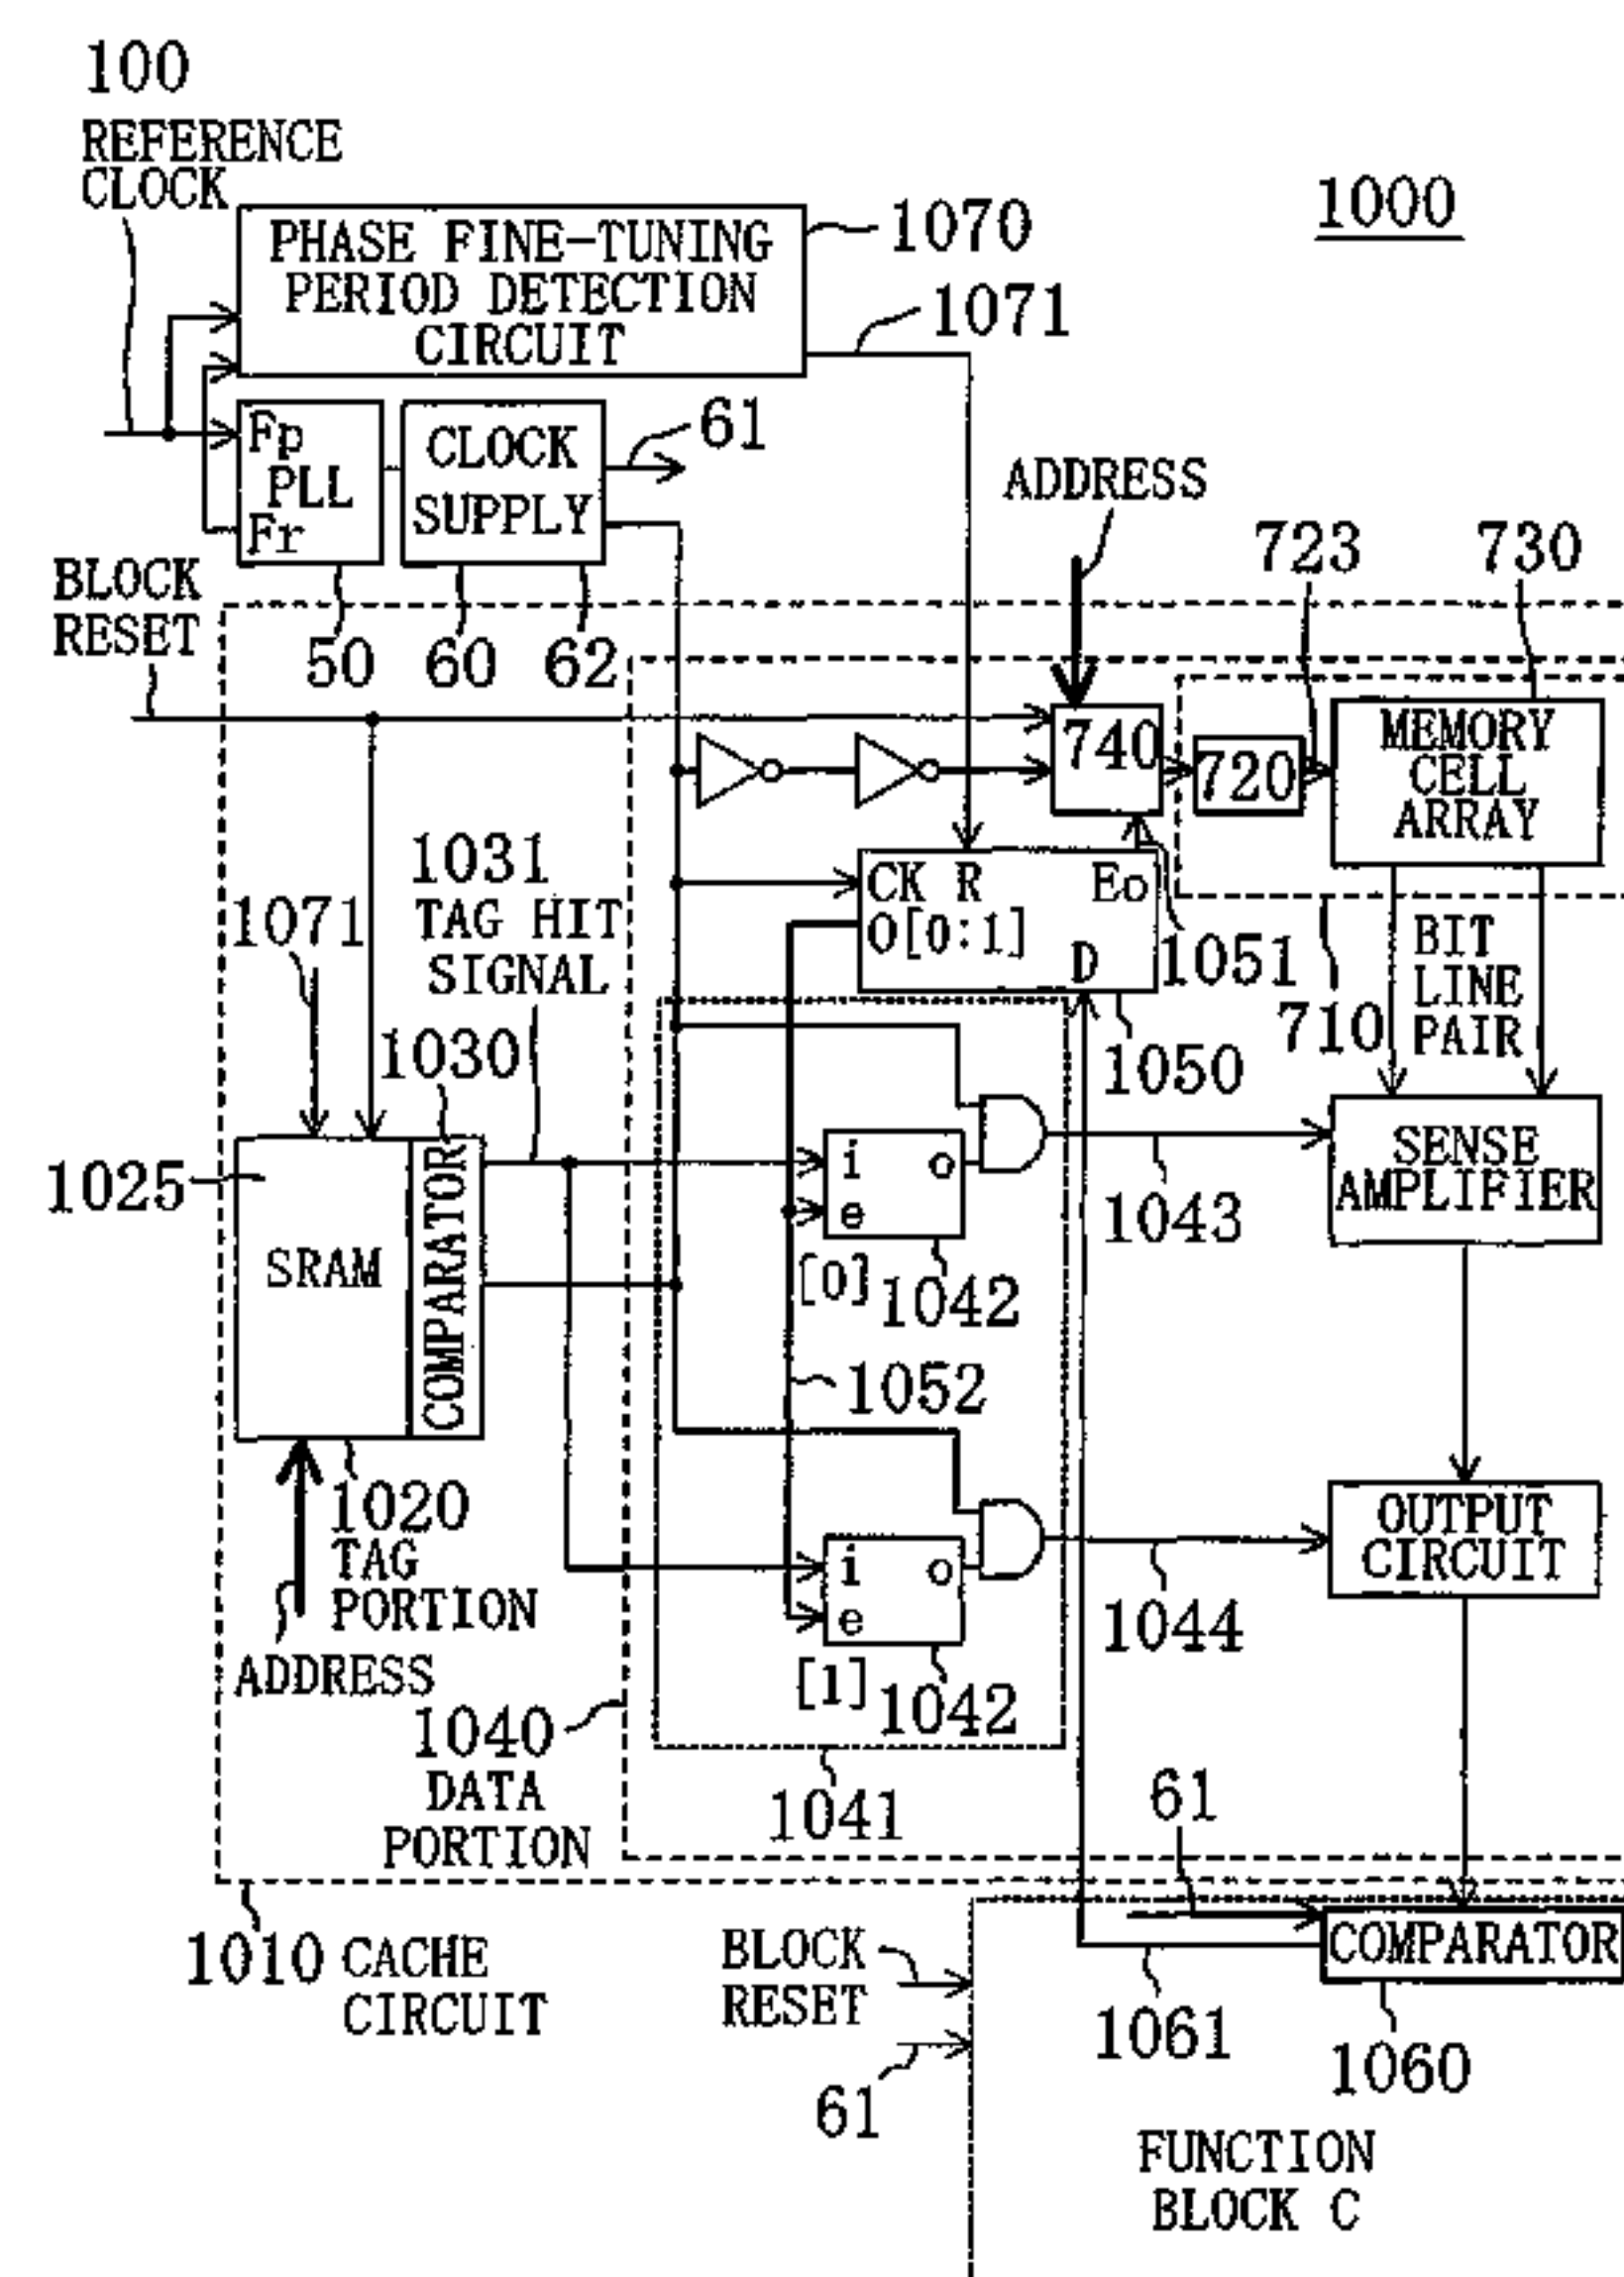 100
REFERENCE
CLOCK
1000
PHASE FINE-TUNING
PERIOD DETECTION
CIRCUIT
1070
1071
Fp
PLL
Fr
CLOCK
SUPPLY
61
ADDRESS
723
730
BLOCK
RESET
50
60
62
740
720
MEMORY
CELL
ARRAY
1031
TAG HIT
SIGNAL
1071
CK R
Eo
O[0:1]
D
1051
710
BIT
LINE
PAIR
1030
1050
1025
SRAM
COMPARATOR
i
o
e
[0]
1042
1043
SENSE
AMPLIFIER
1052
1020
TAG
PORTION
ADDRESS
i
o
e
[1]
1042
1044
OUTPUT
CIRCUIT
1040
DATA
PORTION
1041
61
1010 CACHE
CIRCUIT
BLOCK
RESET
61
COMPARATOR
1061
1060
FUNCTION
BLOCK C